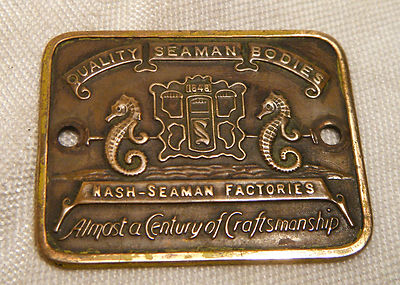 QUALITY SEAMAN BODIES
1846
S
NASH-SEAMAN FACTORIES
Almost a Century of Craftsmanship